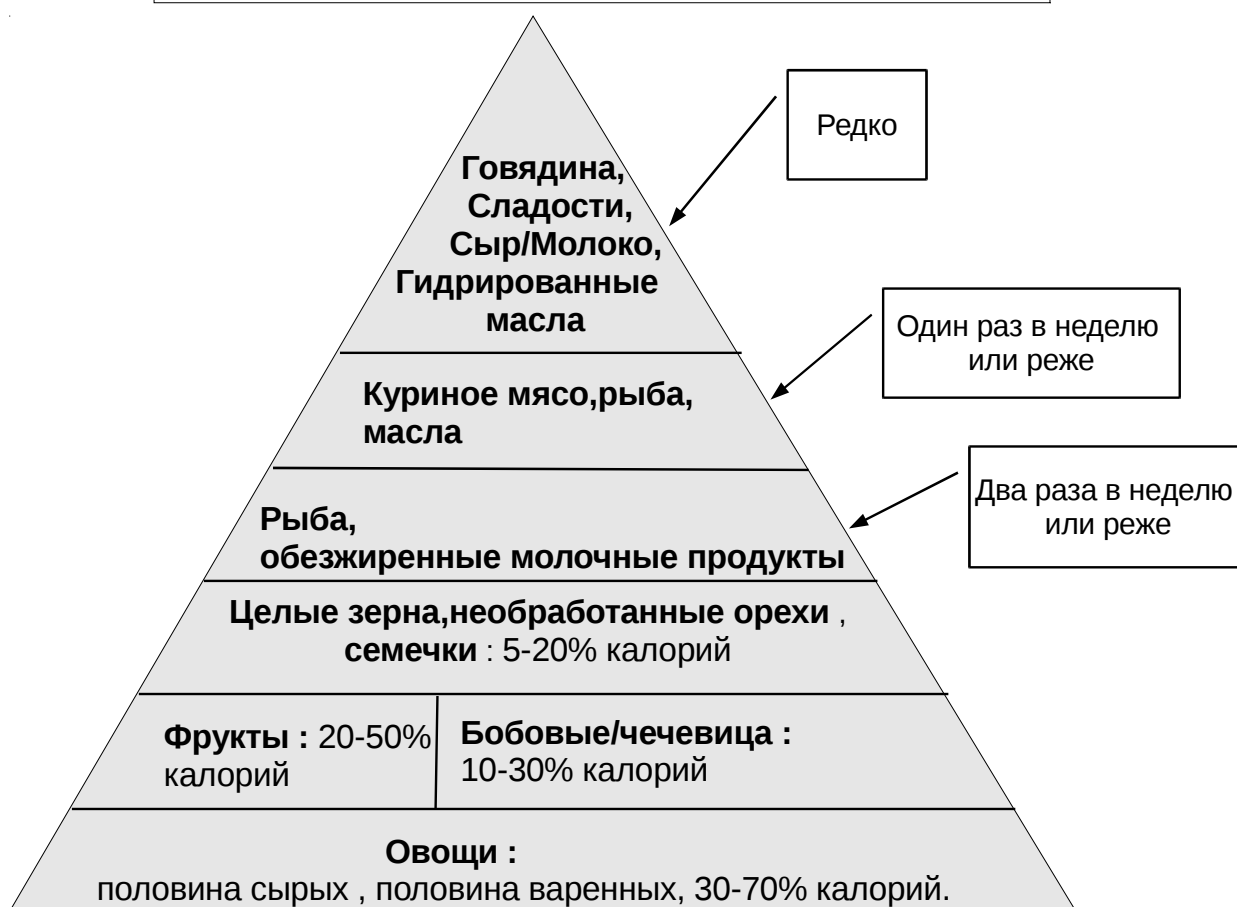 Редко
Говядина,
Сладости,
Сыр/Молоко,
Гидрированные
масла
Один раз в неделю
или реже
Куриное мясо,рыба,
масла
Два раза в неделю
или реже
Рыба,
обезжиренные молочные продукты
Целые зерна,необработанные орехи ,
семечки : 5-20% калорий
Фрукты : 20-50%
калорий
Бобовые/чечевица :
10-30% калорий
Овощи :
половина сырых , половина варенных, 30-70% калорий.